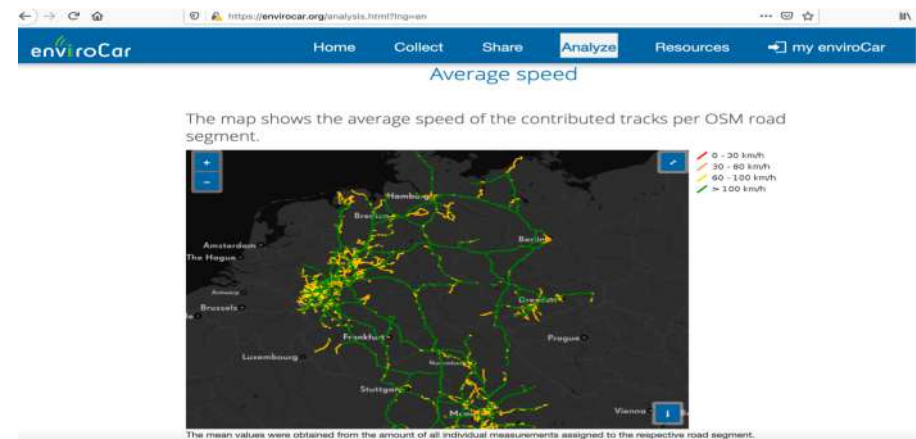 https://envirocar.org/analysis.html?lng=en
enviroCar
Home Collect Share Analyze Resources my enviroCar
Average speed
The map shows the average speed of the contributed tracks per OSM road
segment.
+
−
0 - 30 km/h
30 - 60 km/h
60 - 100 km/h
> 100 km/h
Hamburg
Bremen
Amsterdam
Berlin
The Hague
Antwerp
Brussels
Dresden
Frankfurt
Prague
Luxembourg
Nuremberg
Stuttgart
Vienna
i
The mean values were obtained from the amount of all individual measurements assigned to the respective road segment.